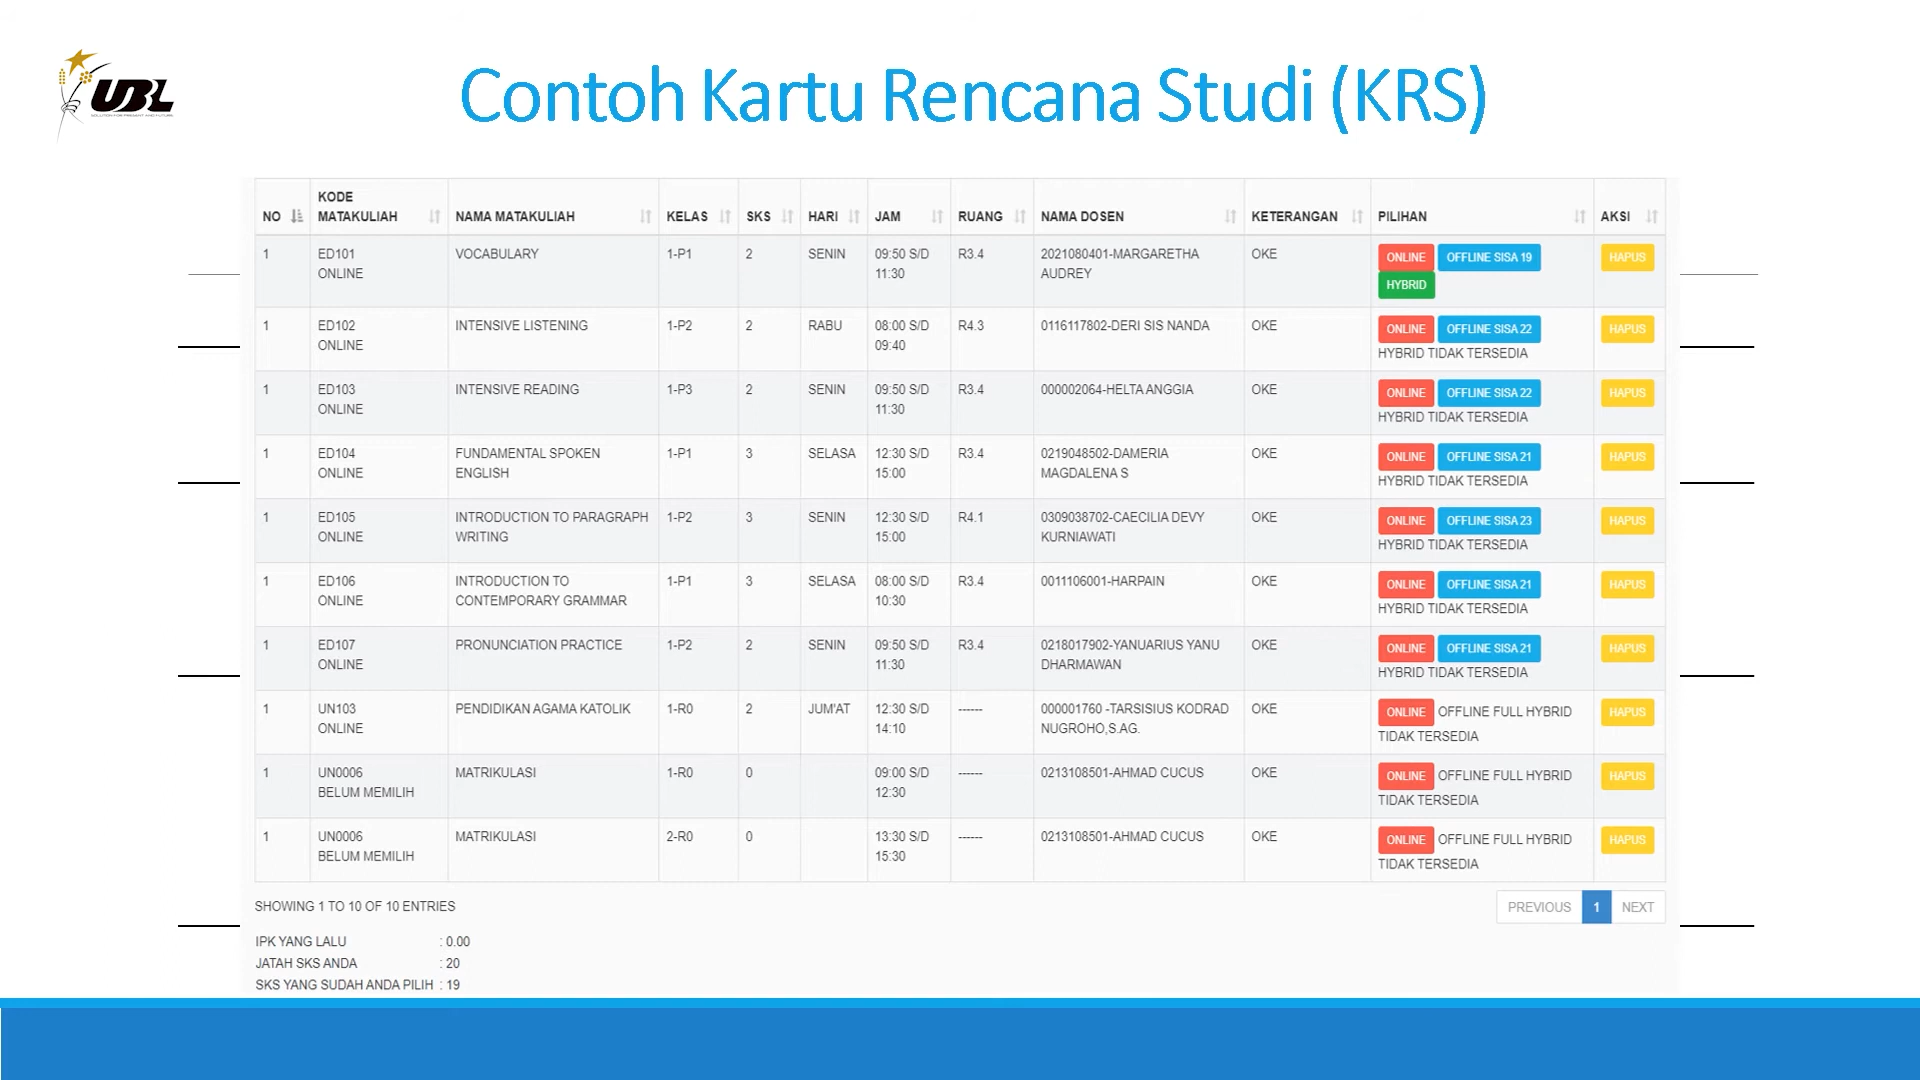 UBL
SOLUTION FOR PRESENT AND FUTURE
Contoh Kartu Rencana Studi (KRS)
NO KODE MATAKULIAH NAMA MATAKULIAH KELAS SKS HARI JAM RUANG NAMA DOSEN KETERANGAN PILIHAN AKSI
1 ED101 VOCABULARY 1-P1 2 SENIN 09:50 S/D R3.4 2021080401-MARGARETHA OKE ONLINE OFFLINE SISA 19 HAPUS
ONLINE 11:30 AUDREY HYBRID
1 ED102 INTENSIVE LISTENING 1-P2 2 RABU 08:00 S/D R4.3 0116117802-DERI SIS NANDA OKE ONLINE OFFLINE SISA 22 HAPUS
ONLINE 09:40 HYBRID TIDAK TERSEDIA
1 ED103 INTENSIVE READING 1-P3 2 SENIN 09:50 S/D R3.4 000002064-HELTA ANGGIA OKE ONLINE OFFLINE SISA 22 HAPUS
ONLINE 11:30 HYBRID TIDAK TERSEDIA
1 ED104 FUNDAMENTAL SPOKEN 1-P1 3 SELASA 12:30 S/D R3.4 0219048502-DAMERIA OKE ONLINE OFFLINE SISA 21 HAPUS
ONLINE ENGLISH 15:00 MAGDALENA S HYBRID TIDAK TERSEDIA
1 ED105 INTRODUCTION TO PARAGRAPH 1-P2 3 SENIN 12:30 S/D R4.1 0309038702-CAECILIA DEVY OKE ONLINE OFFLINE SISA 23 HAPUS
ONLINE WRITING 15:00 KURNIAWATI HYBRID TIDAK TERSEDIA
1 ED106 INTRODUCTION TO 1-P1 3 SELASA 08:00 S/D R3.4 0011106001-HARPAIN OKE ONLINE OFFLINE SISA 21 HAPUS
ONLINE CONTEMPORARY GRAMMAR 10:30 HYBRID TIDAK TERSEDIA
1 ED107 PRONUNCIATION PRACTICE 1-P2 2 SENIN 09:50 S/D R3.4 0218017902-YANUARIUS YANU OKE ONLINE OFFLINE SISA 21 HAPUS
ONLINE 11:30 DHARMAWAN HYBRID TIDAK TERSEDIA
1 UN103 PENDIDIKAN AGAMA KATOLIK 1-R0 2 JUM'AT 12:30 S/D ------ 000001760 -TARSISIUS KODRAD OKE ONLINE OFFLINE FULL HYBRID HAPUS
ONLINE 14:10 NUGROHO,S.AG. TIDAK TERSEDIA
1 UN0006 MATRIKULASI 1-R0 0 09:00 S/D ------ 0213108501-AHMAD CUCUS OKE ONLINE OFFLINE FULL HYBRID HAPUS
BELUM MEMILIH 12:30 TIDAK TERSEDIA
1 UN0006 MATRIKULASI 2-R0 0 13:30 S/D ------ 0213108501-AHMAD CUCUS OKE ONLINE OFFLINE FULL HYBRID HAPUS
BELUM MEMILIH 15:30 TIDAK TERSEDIA
SHOWING 1 TO 10 OF 10 ENTRIES PREVIOUS 1 NEXT
IPK YANG LALU : 0.00
JATAH SKS ANDA : 20
SKS YANG SUDAH ANDA PILIH : 19